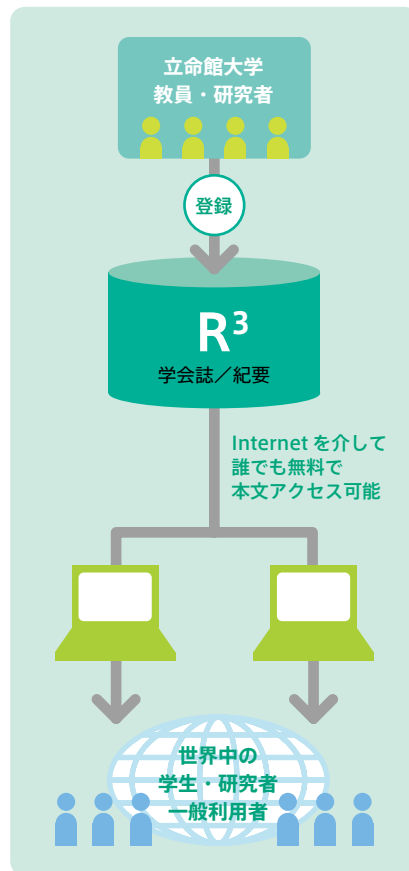 立命館大学
教員・研究者
登録
R³
学会誌／紀要
Internet を介して
誰でも無料で
本文アクセス可能
世界中の
学生・研究者
一般利用者